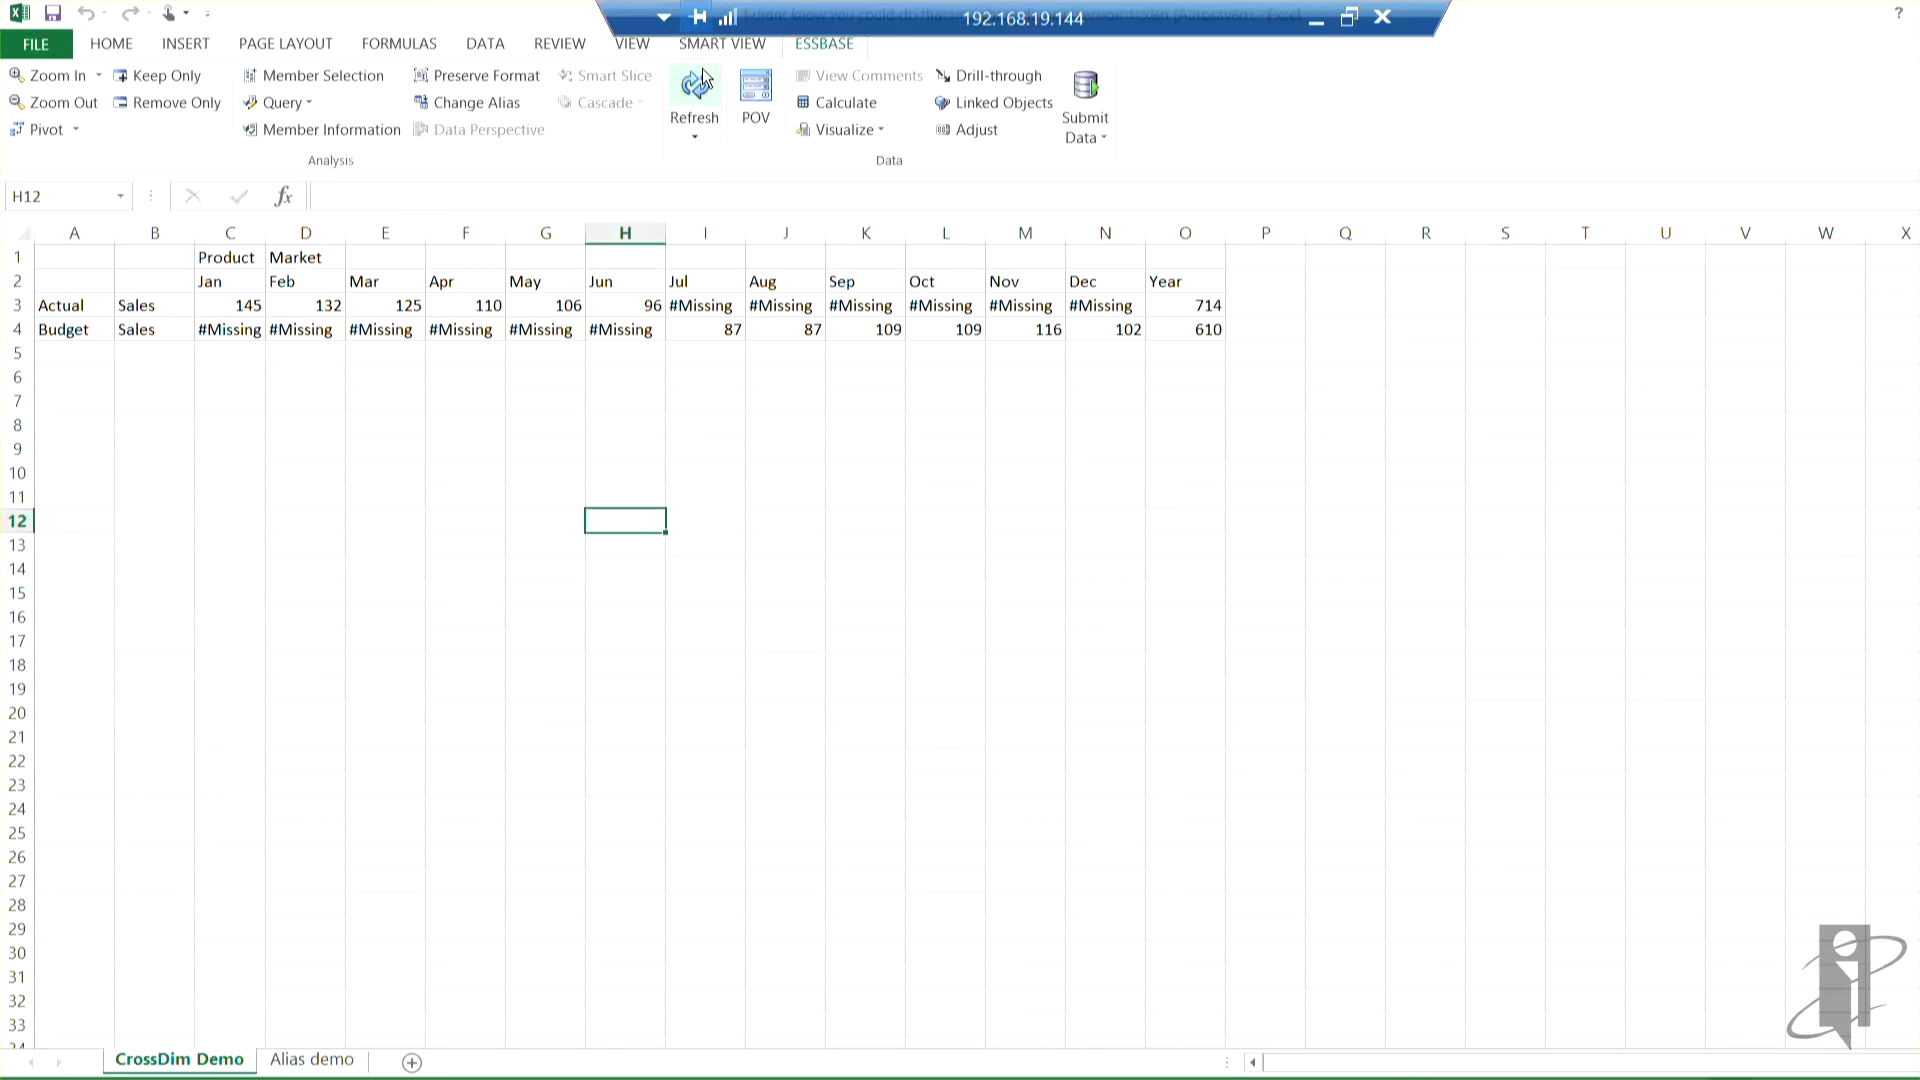 192.168.19.144
?
FILE HOME INSERT PAGE LAYOUT FORMULAS DATA REVIEW VIEW SMART VIEW ESSBASE
Zoom In Keep Only Member Selection Preserve Format Smart Slice View Comments Drill-through
Zoom Out Remove Only Query Change Alias Cascade Calculate Linked Objects
Pivot Member Information Data Perspective Visualize Adjust
Refresh POV Submit
Data
Analysis Data
H12 fx
A B C D E F G H I J K L M N O P Q R S T U V W X
1 Product Market
2 Jan Feb Mar Apr May Jun Jul Aug Sep Oct Nov Dec Year
3 Actual Sales 145 132 125 110 106 96 #Missing #Missing #Missing #Missing #Missing #Missing 714
4 Budget Sales #Missing #Missing #Missing #Missing #Missing #Missing 87 87 109 109 116 102 610
5
6
7
8
9
10
11
12
13
14
15
16
17
18
19
20
21
22
23
24
25
26
27
28
29
30
31
32
33
CrossDim Demo Alias demo